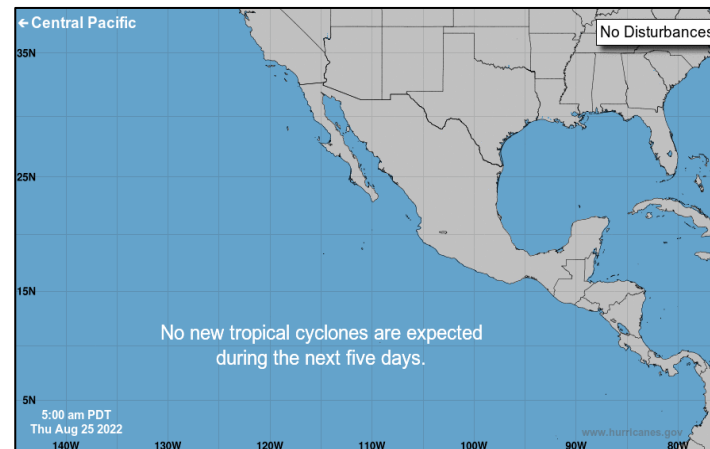 ←Central Pacific
No Disturbances
35N
25N
15N
No new tropical cyclones are expected
during the next five days.
5N
5:00 am PDT
Thu Aug 25 2022
www.hurricanes.gov
140W 130W 120W 110W 100W 90W 80W